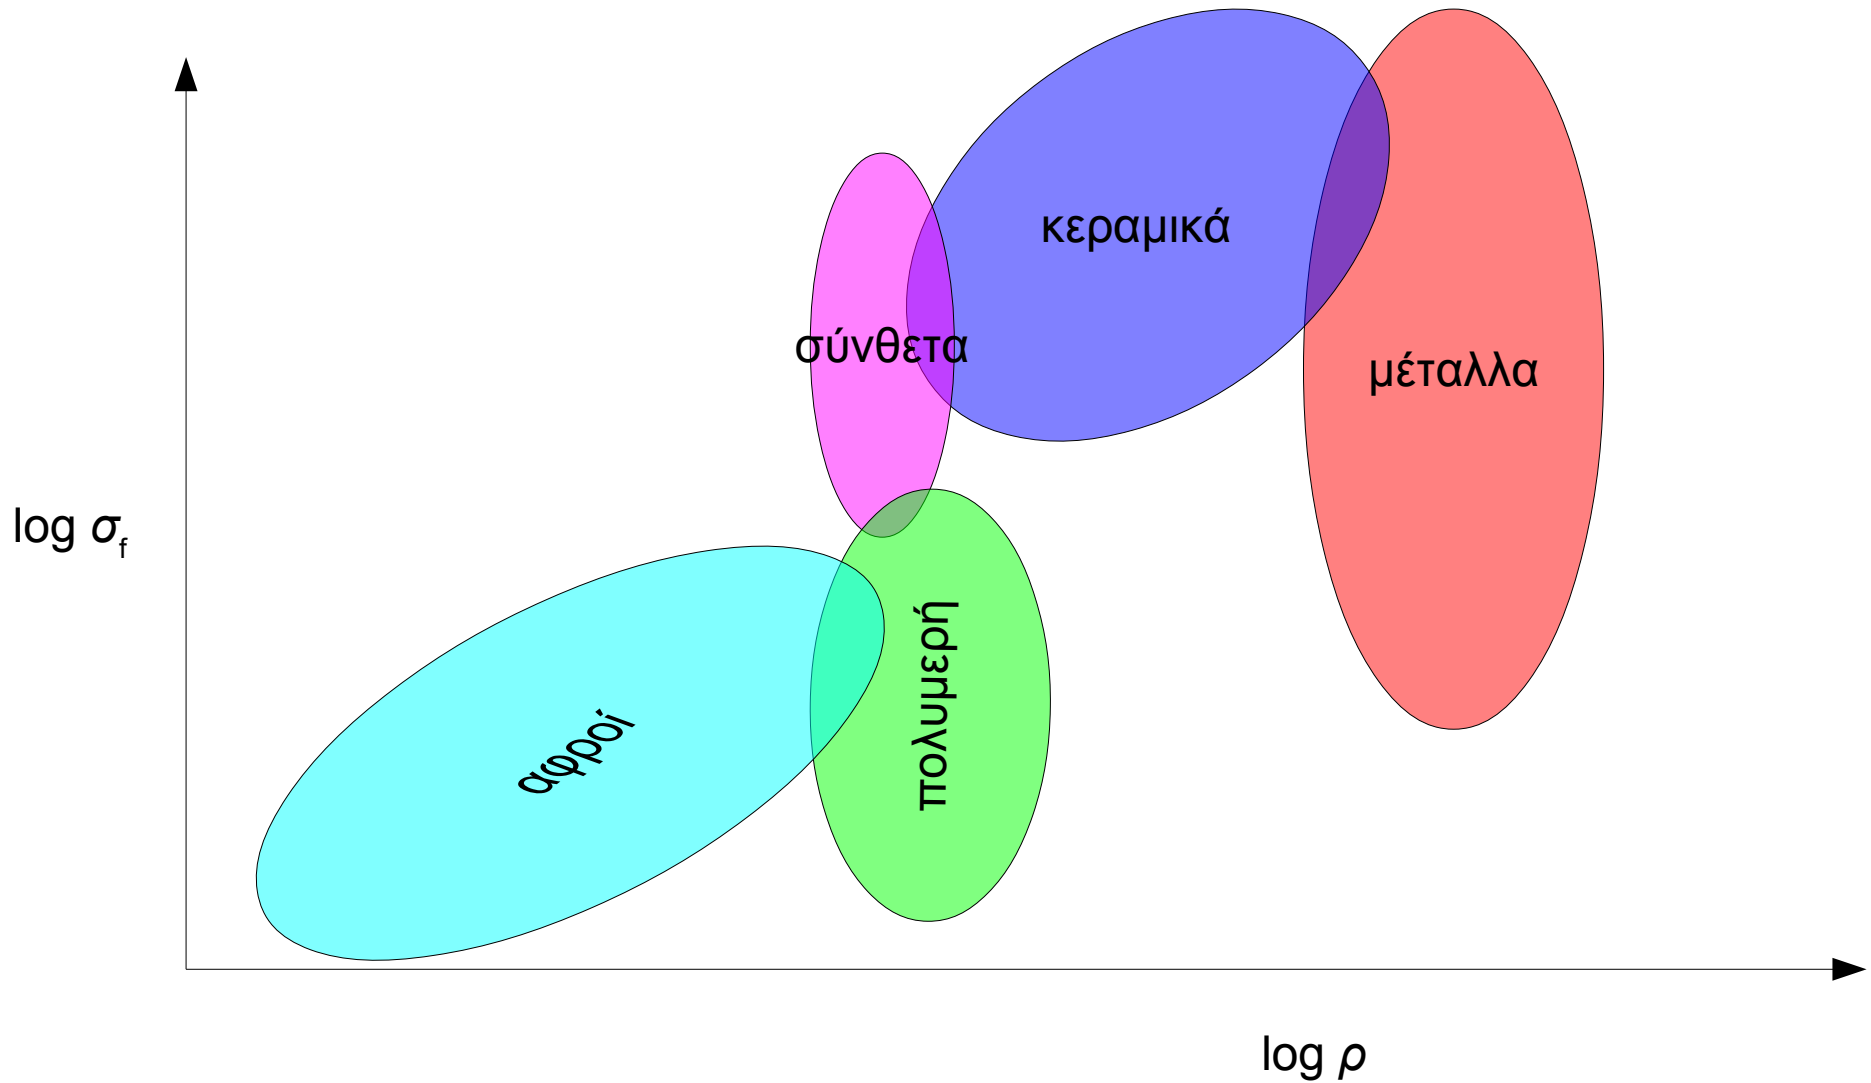 κεραμικά
σύνθετα
μέταλλα
log σf
πολυμερή
αφροί
log ρ